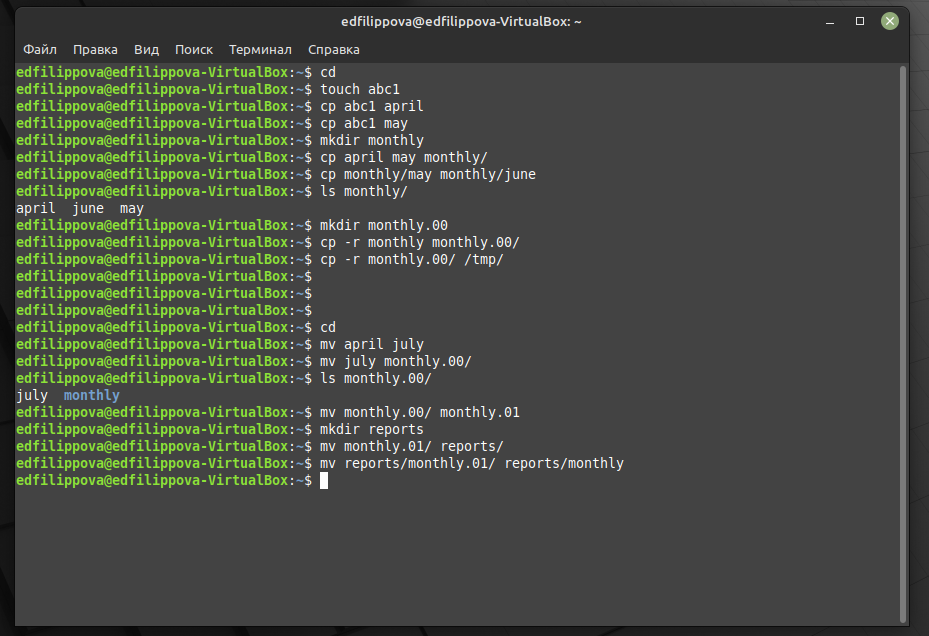 edfilippova@edfilippova-VirtualBox: ~
Файл Правка Вид Поиск Терминал Справка
edfilippova@edfilippova-VirtualBox:~$ cd
edfilippova@edfilippova-VirtualBox:~$ touch abc1
edfilippova@edfilippova-VirtualBox:~$ cp abc1 april
edfilippova@edfilippova-VirtualBox:~$ cp abc1 may
edfilippova@edfilippova-VirtualBox:~$ mkdir monthly
edfilippova@edfilippova-VirtualBox:~$ cp april may monthly/
edfilippova@edfilippova-VirtualBox:~$ cp monthly/may monthly/june
edfilippova@edfilippova-VirtualBox:~$ ls monthly/
april  june  may
edfilippova@edfilippova-VirtualBox:~$ mkdir monthly.00
edfilippova@edfilippova-VirtualBox:~$ cp -r monthly monthly.00/
edfilippova@edfilippova-VirtualBox:~$ cp -r monthly.00/ /tmp/
edfilippova@edfilippova-VirtualBox:~$
edfilippova@edfilippova-VirtualBox:~$
edfilippova@edfilippova-VirtualBox:~$
edfilippova@edfilippova-VirtualBox:~$ cd
edfilippova@edfilippova-VirtualBox:~$ mv april july
edfilippova@edfilippova-VirtualBox:~$ mv july monthly.00/
edfilippova@edfilippova-VirtualBox:~$ ls monthly.00/
july  monthly
edfilippova@edfilippova-VirtualBox:~$ mv monthly.00/ monthly.01
edfilippova@edfilippova-VirtualBox:~$ mkdir reports
edfilippova@edfilippova-VirtualBox:~$ mv monthly.01/ reports/
edfilippova@edfilippova-VirtualBox:~$ mv reports/monthly.01/ reports/monthly
edfilippova@edfilippova-VirtualBox:~$